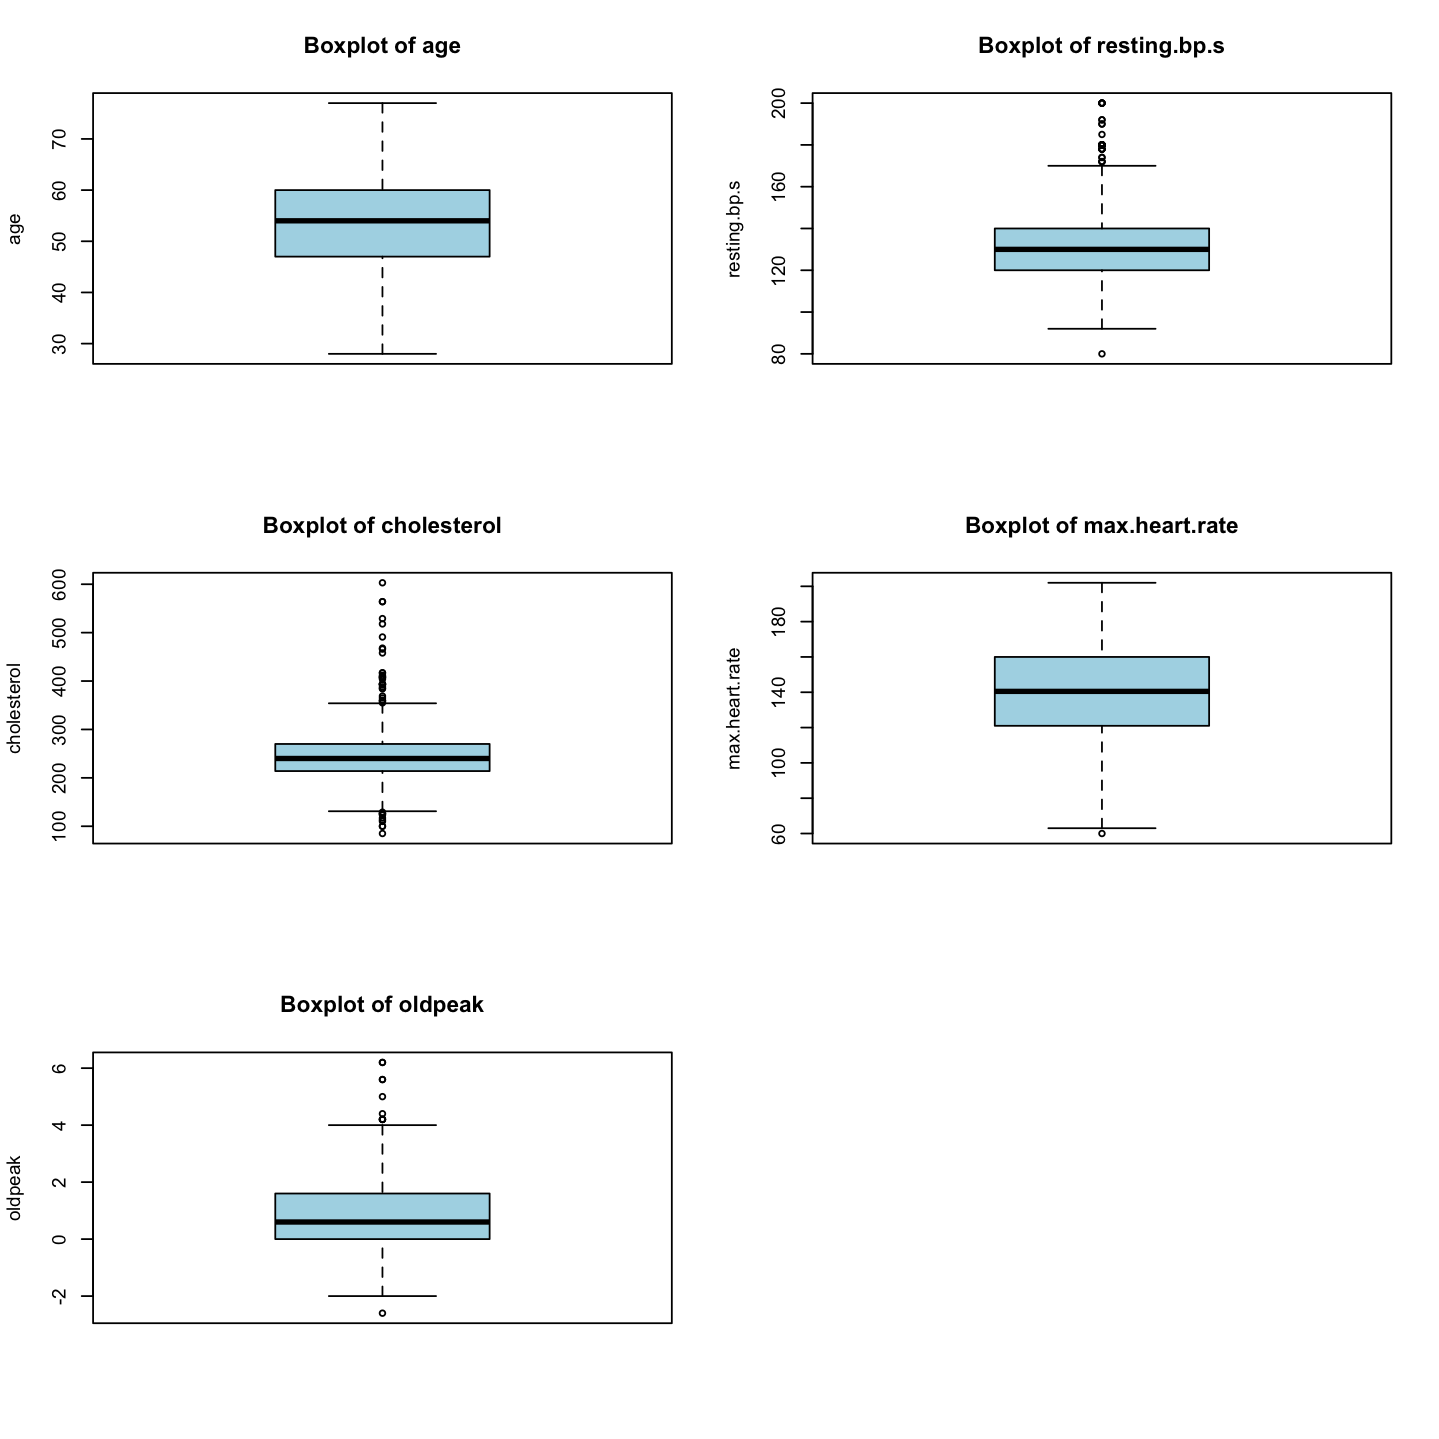 Boxplot of age
age
70
60
50
40
30
Boxplot of resting.bp.s
resting.bp.s
200
160
120
80
Boxplot of cholesterol
cholesterol
600
500
400
300
200
100
Boxplot of max.heart.rate
max.heart.rate
180
140
100
60
Boxplot of oldpeak
oldpeak
6
4
2
0
-2